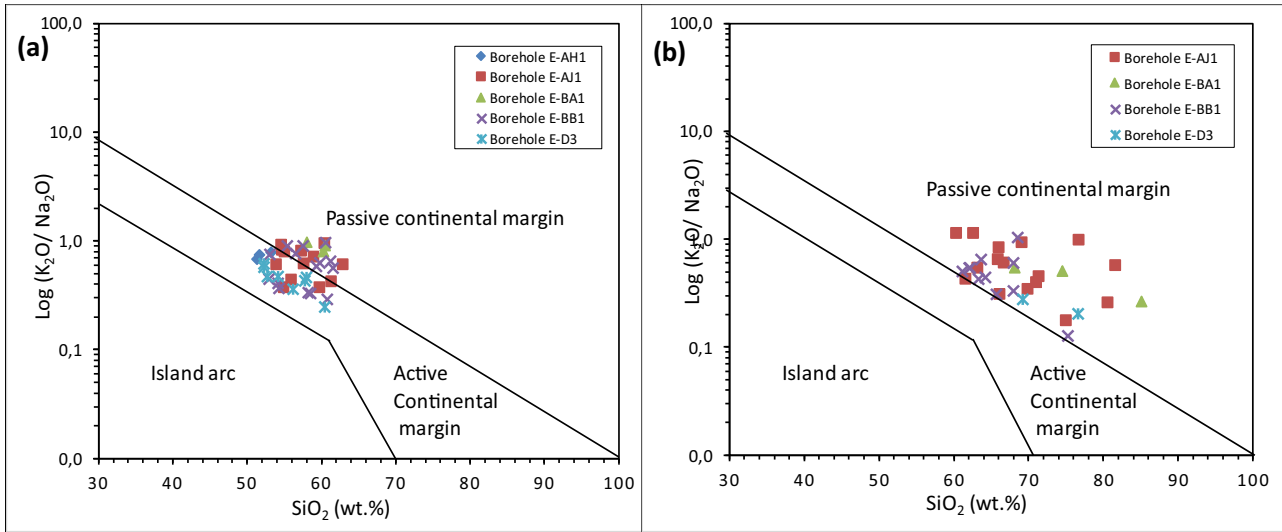 (a)
Log (K₂O/ Na₂O)
100,0
10,0
1,0
0,1
0,0
Borehole E-AH1
Borehole E-AJ1
Borehole E-BA1
Borehole E-BB1
Borehole E-D3
Passive continental margin
Island arc
Active
Continental
margin
30 40 50 60 70 80 90 100
SiO₂ (wt.%)
(b)
Log (K₂O/ Na₂O)
100,0
10,0
1,0
0,1
0,0
Borehole E-AJ1
Borehole E-BA1
Borehole E-BB1
Borehole E-D3
Passive continental margin
Island arc
Active
Continental
margin
30 40 50 60 70 80 90 100
SiO₂ (wt.%)